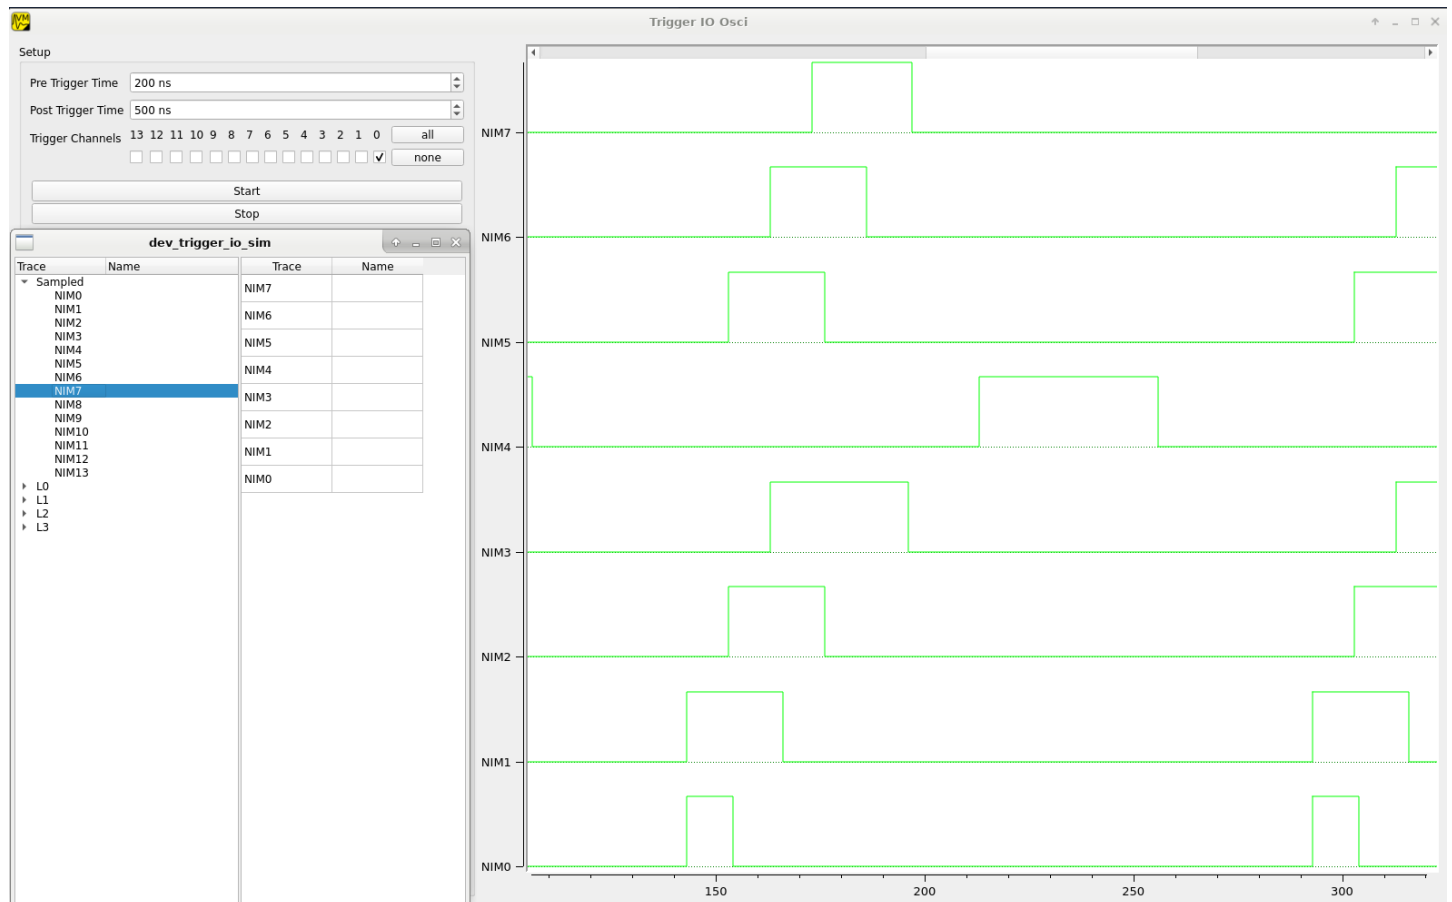 Trigger IO Osci
Setup
Pre Trigger Time 200 ns
Post Trigger Time 500 ns
Trigger Channels 13 12 11 10 9 8 7 6 5 4 3 2 1 0 all
none
Start
Stop
dev_trigger_io_sim
Trace Name Trace Name
Sampled
NIM0
NIM1
NIM2
NIM3
NIM4
NIM5
NIM6
NIM7
NIM8
NIM9
NIM10
NIM11
NIM12
NIM13
L0
L1
L2
L3
NIM7
NIM6
NIM5
NIM4
NIM3
NIM2
NIM1
NIM0
NIM7
NIM6
NIM5
NIM4
NIM3
NIM2
NIM1
NIM0
150 200 250 300